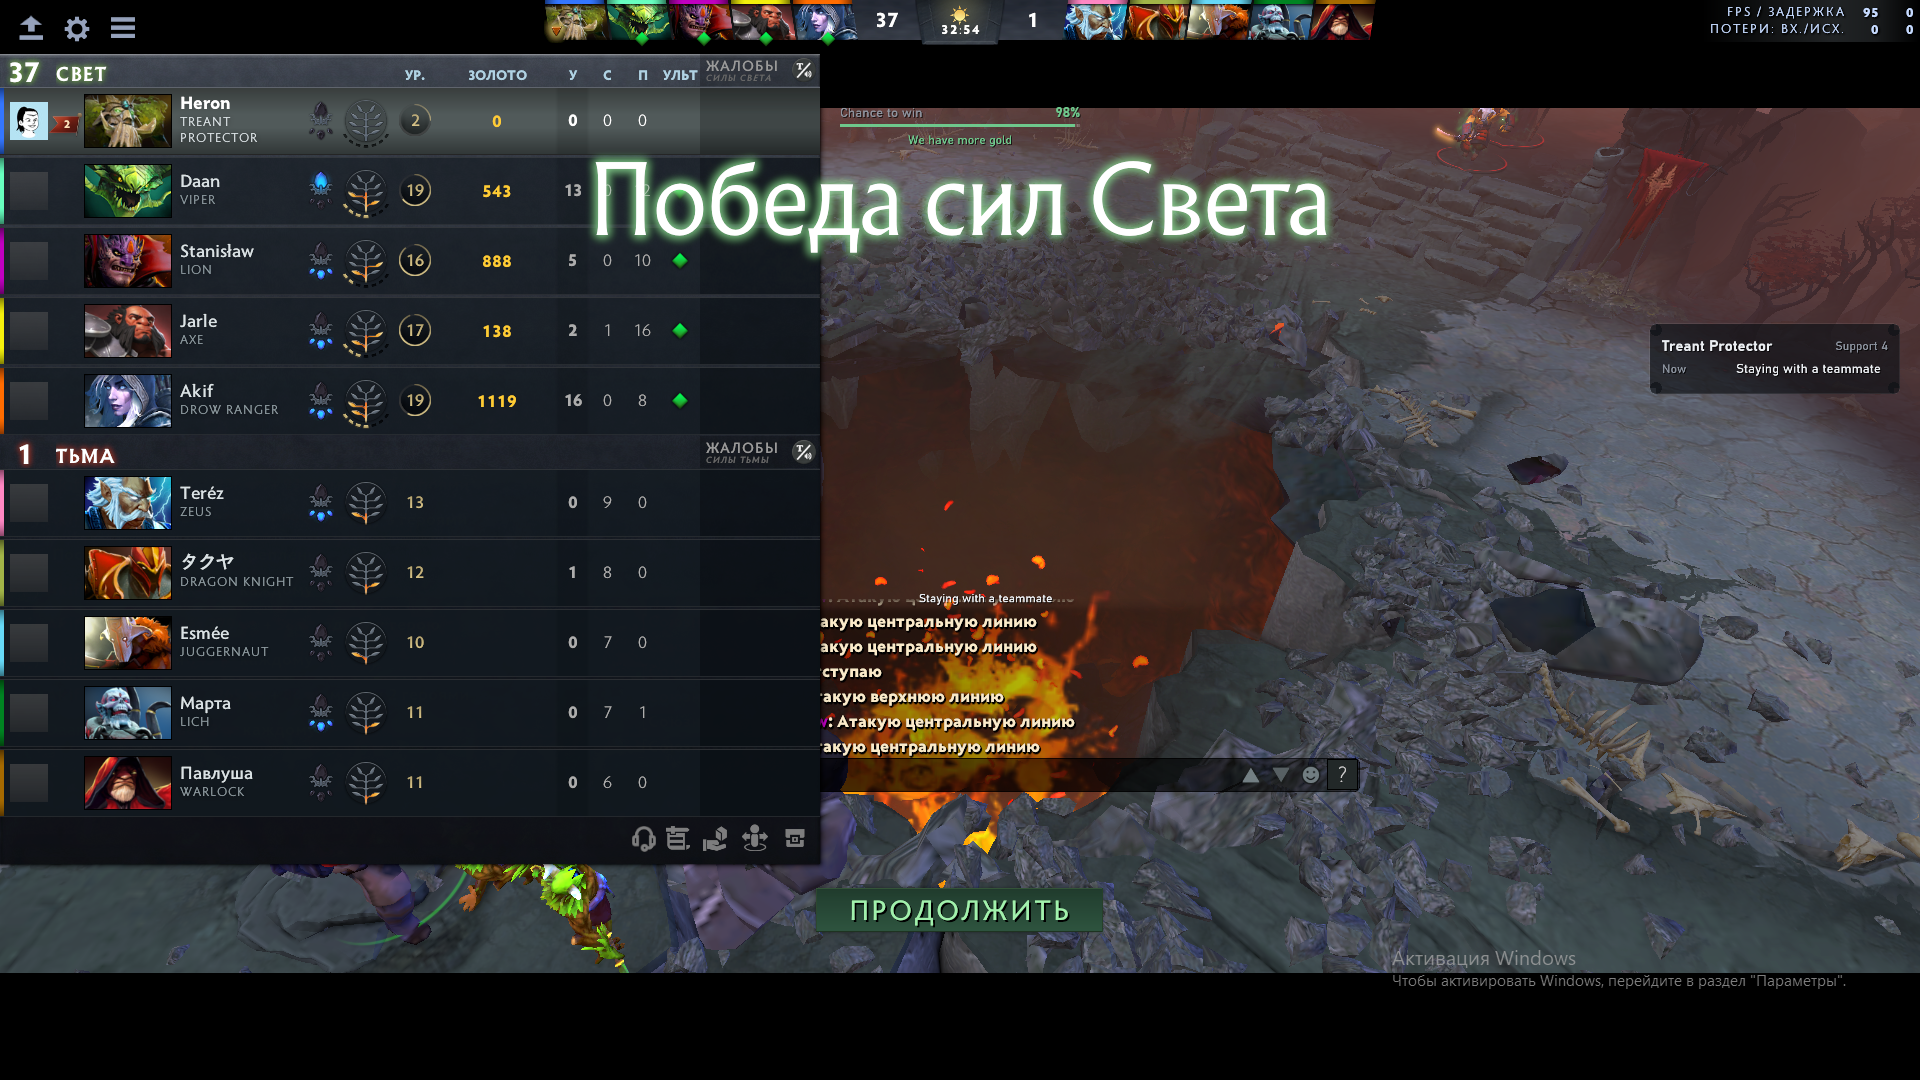 37
32:54
1
FPS / ЗАДЕРЖКА 95 0
ПОТЕРИ: ВХ./ИСХ. 0 0
37 СВЕТ УР. ЗОЛОТО У С П УЛЬТ ЖАЛОБЫ
СИЛЫ СВЕТА
2 Heron 2 0 0 0 0
TREANT
PROTECTOR
Daan 19 543 13
VIPER
Stanisław 16 888 5 0 10
LION
Jarle 17 138 2 1 16
AXE
Akif 19 1119 16 0 8
DROW RANGER
1 ТЬМА ЖАЛОБЫ
СИЛЫ ТЬМЫ
Teréz 13 0 9 0
ZEUS
タクヤ 12 1 8 0
DRAGON KNIGHT
Esmée 10 0 7 0
JUGGERNAUT
Марта 11 0 7 1
LICH
Павлуша 11 0 6 0
WARLOCK
Chance to win 98%
We have more gold
Победа сил Света
Treant Protector Support 4
Now Staying with a teammate
Staying with a teammate
акую центральную линию
акую центральную линию
ступаю
такую верхнюю линию
: Атакую центральную линию
такую центральную линию
?
ПРОДОЛЖИТЬ
Активация Windows
Чтобы активировать Windows, перейдите в раздел "Параметры".